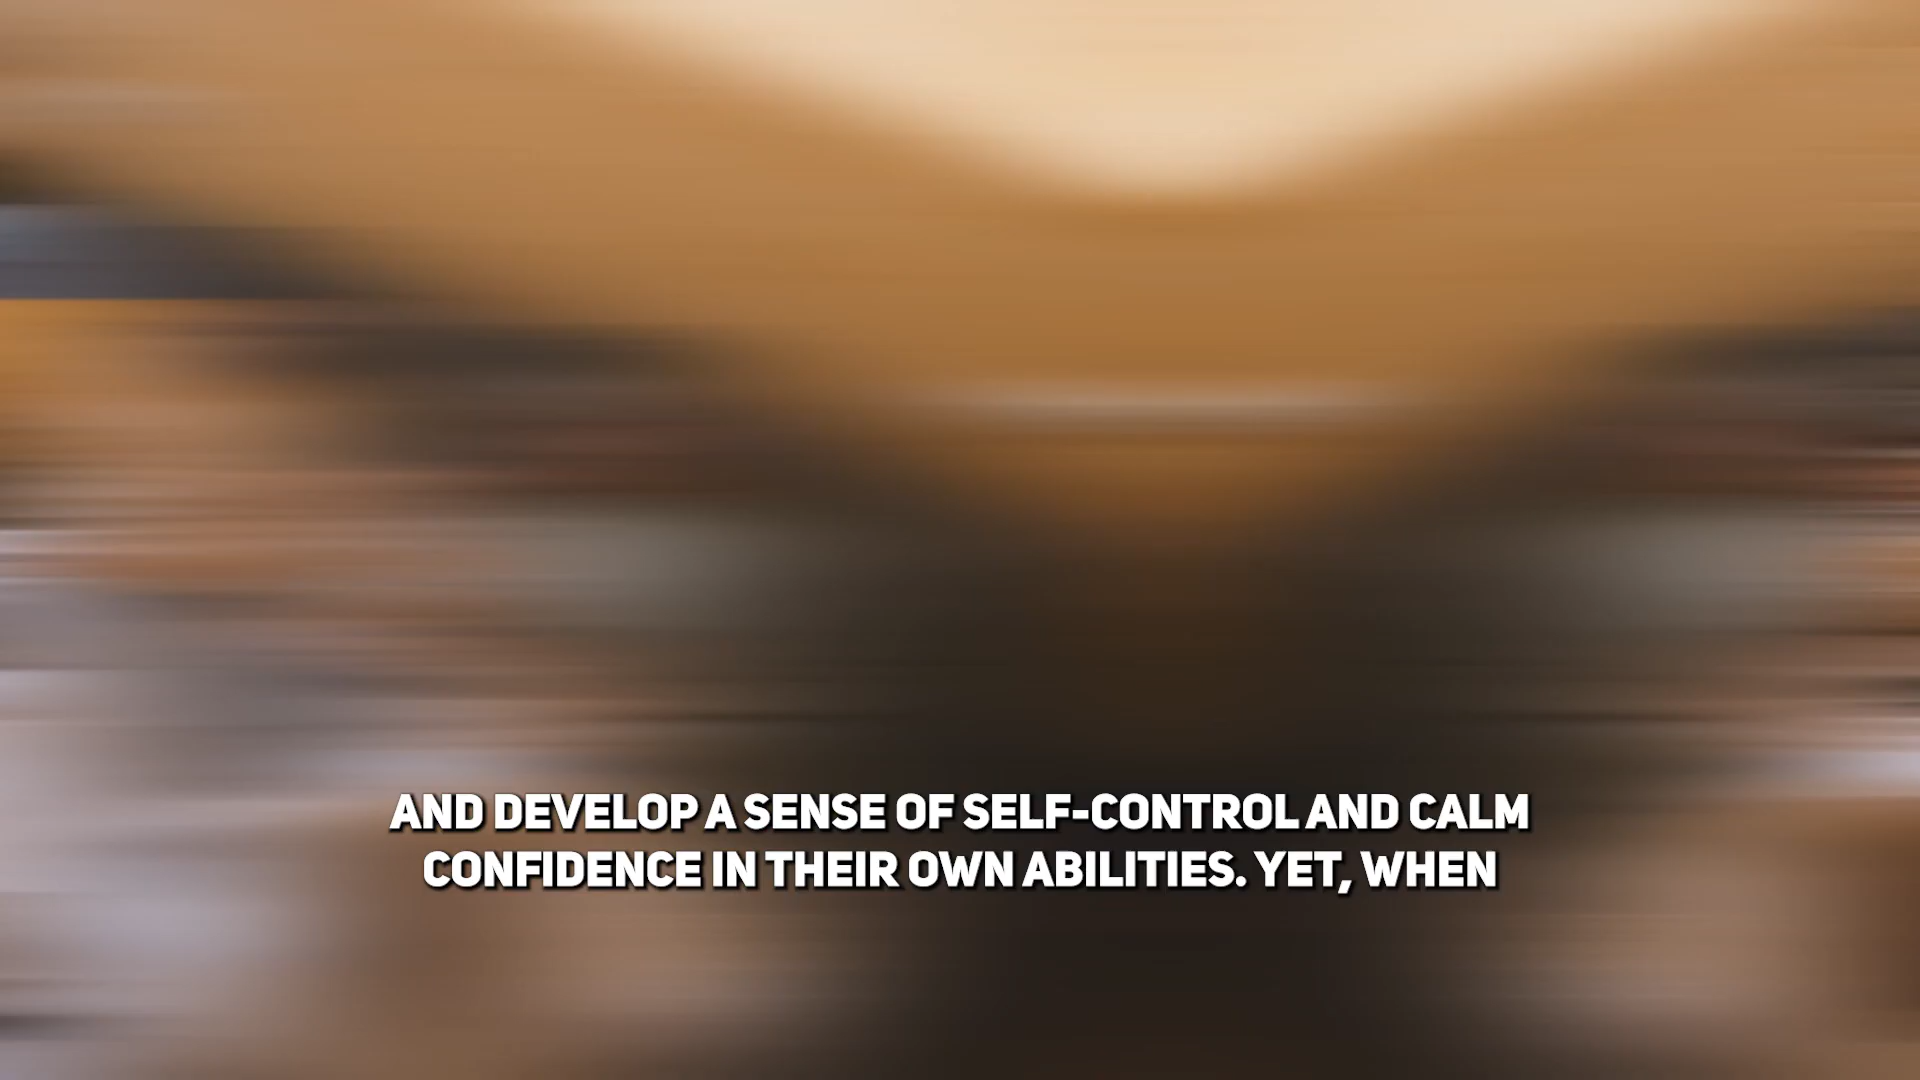 AND DEVELOP A SENSE OF SELF-CONTROL AND CALM
CONFIDENCE IN THEIR OWN ABILITIES. YET, WHEN